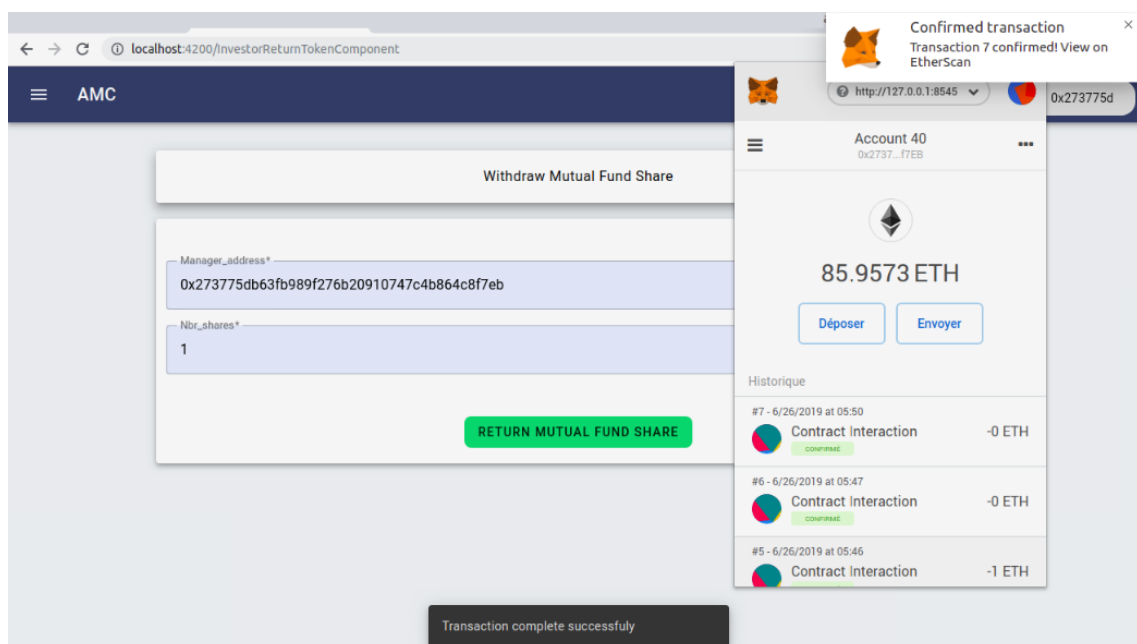 Confirmed transaction
×
Transaction 7 confirmed! View on
EtherScan
localhost:4200/InvestorReturnTokenComponent
AMC
http://127.0.0.1:8545
0x273775d
Account 40
0x2737...f7EB
Withdraw Mutual Fund Share
Manager_address*
0x273775db63fb989f276b20910747c4b864c8f7eb
Nbr_shares*
1
RETURN MUTUAL FUND SHARE
85.9573 ETH
Déposer
Envoyer
Historique
#7 - 6/26/2019 at 05:50
Contract Interaction -0 ETH
CONFIRMÉ
#6 - 6/26/2019 at 05:47
Contract Interaction -0 ETH
CONFIRMÉ
#5 - 6/26/2019 at 05:46
Contract Interaction -1 ETH
Transaction complete successfuly